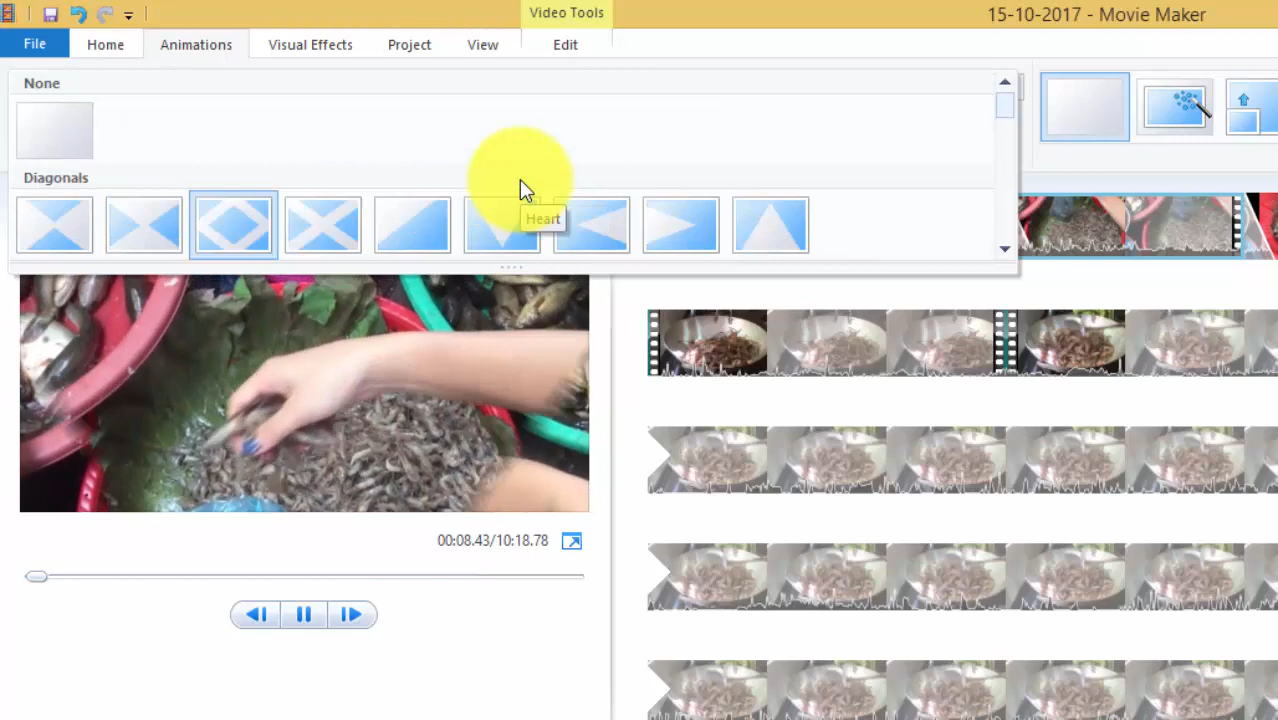 Video Tools
15-10-2017 - Movie Maker
File Home Animations Visual Effects Project View Edit
None
Diagonals
Heart
00:08.43/10:18.78